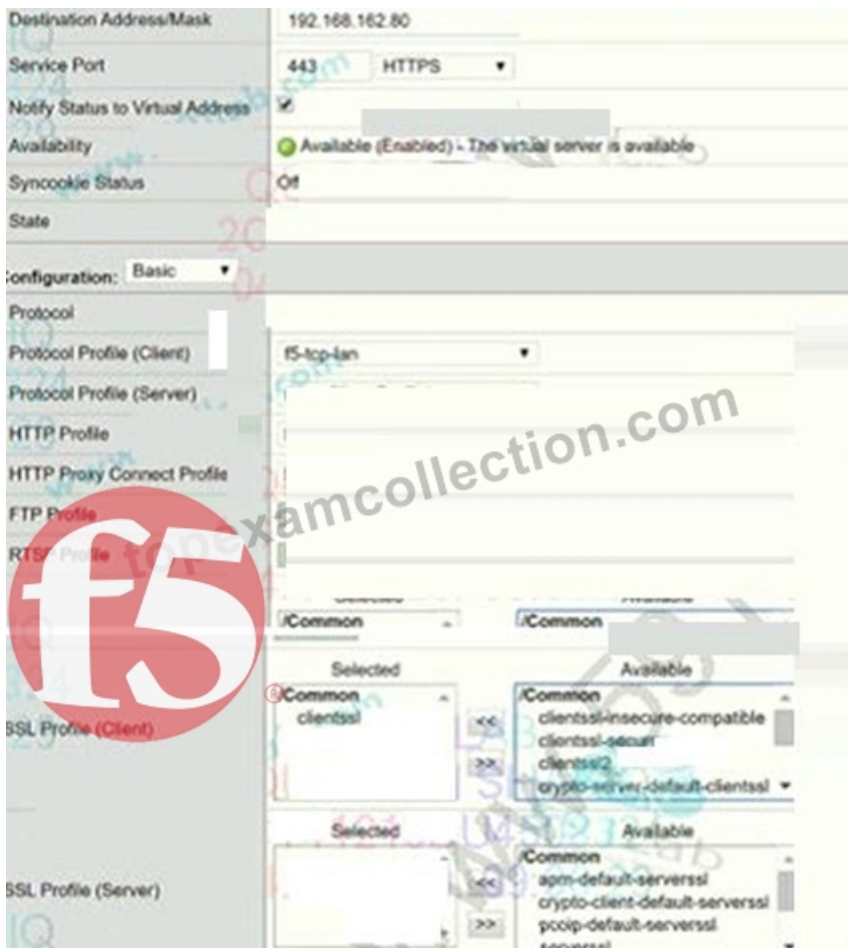 Destination Address/Mask 192.168.162.80
Service Port 443 HTTPS
Notify Status to Virtual Address
Availability Available (Enabled) - The virtual server is available
Syncookie Status Off
State
Configuration: Basic
Protocol
Protocol Profile (Client) f5-tcp-lan
Protocol Profile (Server)
HTTP Profile
HTTP Proxy Connect Profile
FTP Profile
RTSP Profile
topexamcollection.com
f5
/Common /Common
Selected Available
SSL Profile (Client)
/Common
clientssl
<<
>>
/Common
clientssl-insecure-compatible
clientssl2
crypto-server-default-clientssl
Selected Available
SSL Profile (Server)
<<
>>
/Common
apm-default-serverssl
crypto-client-default-serverssl
pcoip-default-serverssl
serverssl